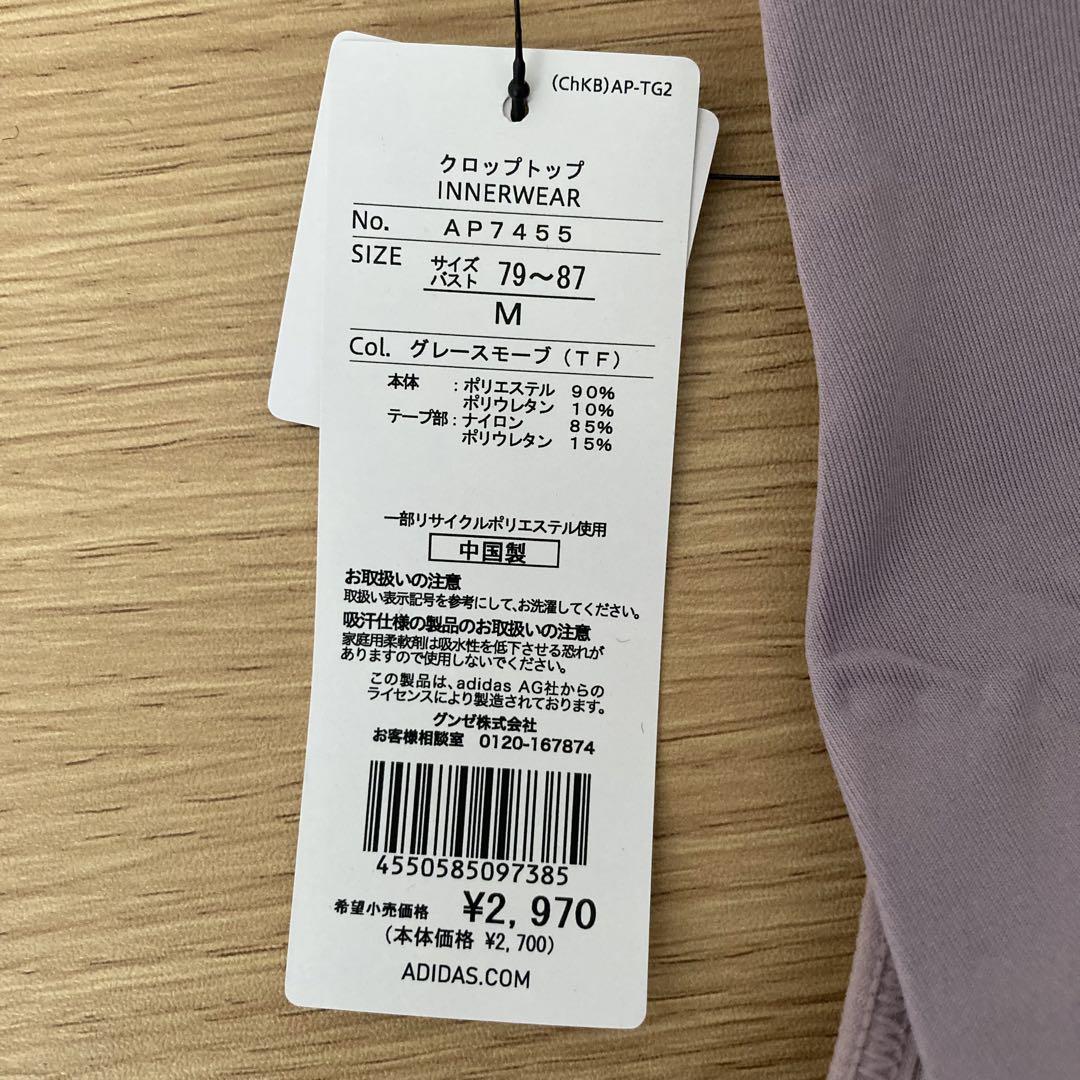 (ChKB)AP-TG2
クロップトップ
INNERWEAR
No. AP7455
SIZE サイズ バスト 79〜87
M
Col. グレースモーブ(TF)
本体 :ポリエステル 90%
ポリウレタン 10%
テープ部:ナイロン 85%
ポリウレタン 15%
一部リサイクルポリエステル使用
中国製
お取扱いの注意
取扱い表示記号を参考にして、お洗濯してください。
吸汗仕様の製品のお取扱いの注意
家庭用柔軟剤は吸水性を低下させる恐れが
ありますので使用しないでください。
この製品は、adidas AG社からの
ライセンスにより製造されております。
グンゼ株式会社
お客様相談室 0120-167874
4550585097385
希望小売価格 ¥2,970
(本体価格 ¥2,700)
ADIDAS.COM